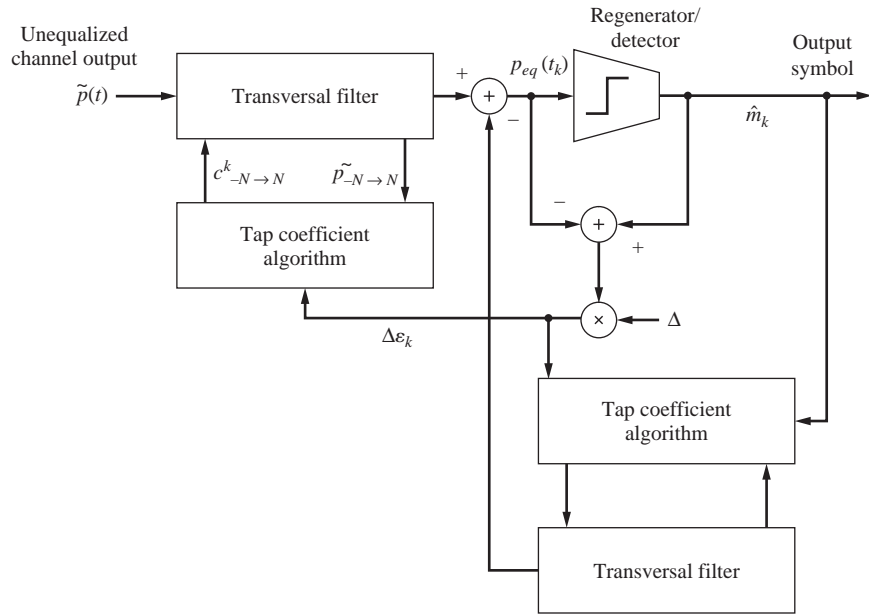 Regenerator/
detector
Unequalized
channel output
Output
symbol
p̃(t)
Transversal filter
+
+
−
p_eq(t_k)
m̂_k
c^k_{−N→N}
p̃_{−N→N}
Tap coefficient
algorithm
−
+
+
×
Δ
Δε_k
Tap coefficient
algorithm
Transversal filter